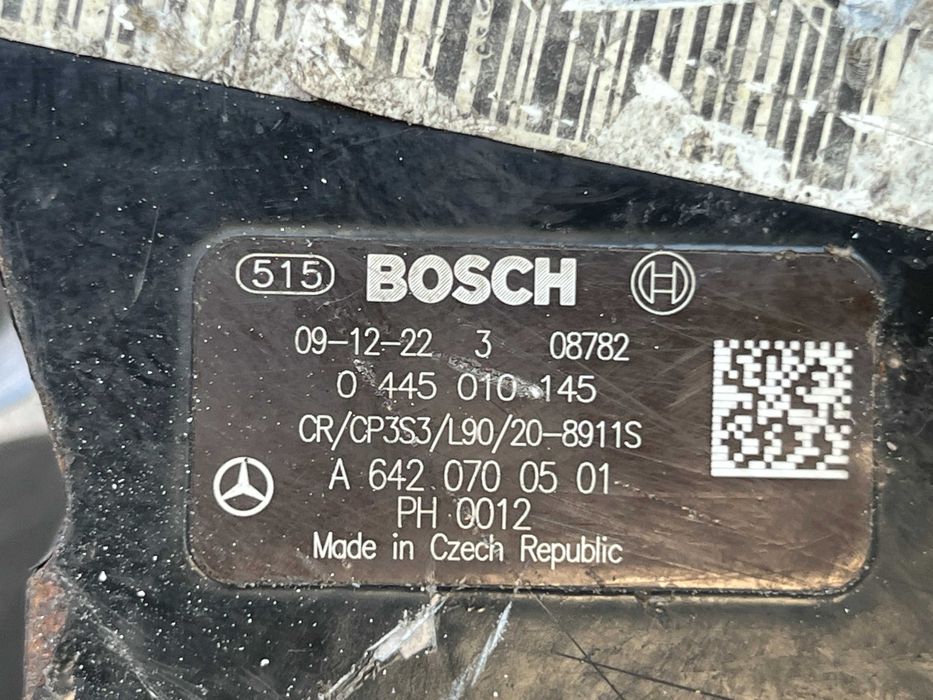 515 BOSCH
09-12-22 3 08782
0 445 010 145
CR/CP3S3/L90/20-8911S
A 642 070 05 01
PH 0012
Made in Czech Republic